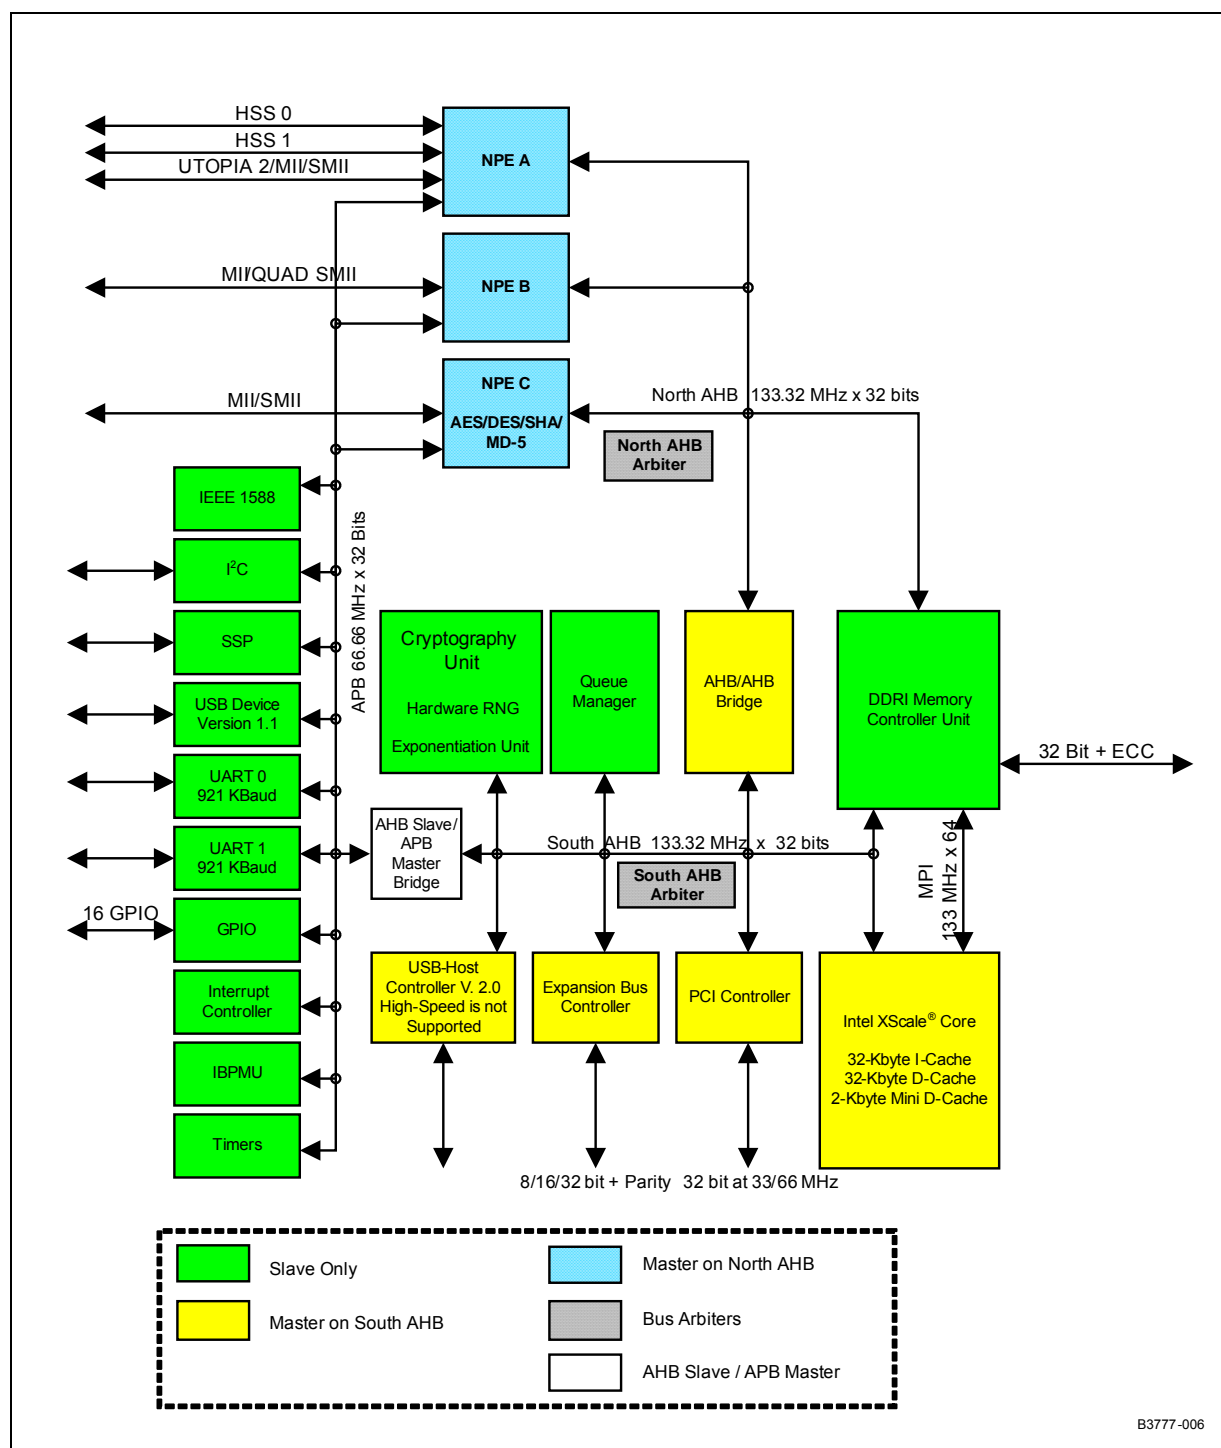 HSS 0
HSS 1
UTOPIA 2/MII/SMII
NPE A
MII/QUAD SMII
NPE B
MII/SMII
NPE C
AES/DES/SHA/
MD-5
North AHB 133.32 MHz x 32 bits
North AHB
Arbiter
APB 66.66 MHz x 32 Bits
IEEE 1588
I²C
SSP
USB Device
Version 1.1
UART 0
921 KBaud
UART 1
921 KBaud
16 GPIO
GPIO
Interrupt
Controller
IBPMU
Timers
Cryptography
Unit
Hardware RNG
Exponentiation Unit
Queue
Manager
AHB/AHB
Bridge
DDRI Memory
Controller Unit
32 Bit + ECC
AHB Slave/
APB
Master
Bridge
South AHB 133.32 MHz x 32 bits
South AHB
Arbiter
MPI
133 MHz x 64
USB-Host
Controller V. 2.0
High-Speed is not
Supported
Expansion Bus
Controller
PCI Controller
Intel XScale® Core
32-Kbyte I-Cache
32-Kbyte D-Cache
2-Kbyte Mini D-Cache
8/16/32 bit + Parity
32 bit at 33/66 MHz
Slave Only
Master on South AHB
Master on North AHB
Bus Arbiters
AHB Slave / APB Master
B3777-006